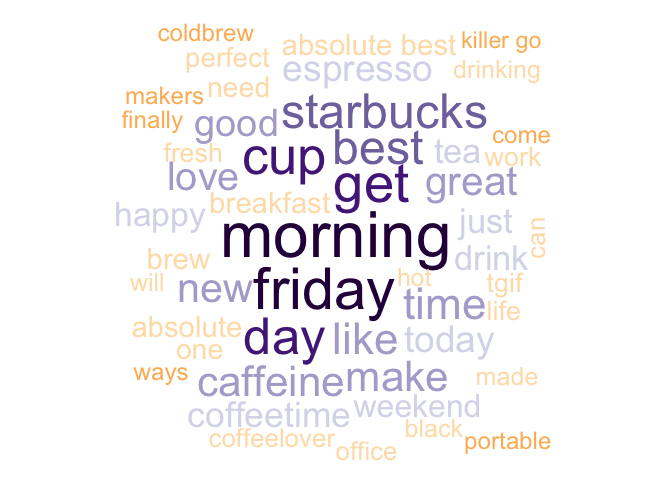 coldbrew
absolute best
killer go
perfect
espresso
drinking
makers
need
finally
good
starbucks
come
fresh
cup
best
tea
work
love
get
great
happy
breakfast
morning
just
can
brew
drink
will
new
friday
hot
time
tgif
life
absolute
day
like
today
one
ways
caffeine
make
made
coffeetime
weekend
coffeelover
office
black
portable